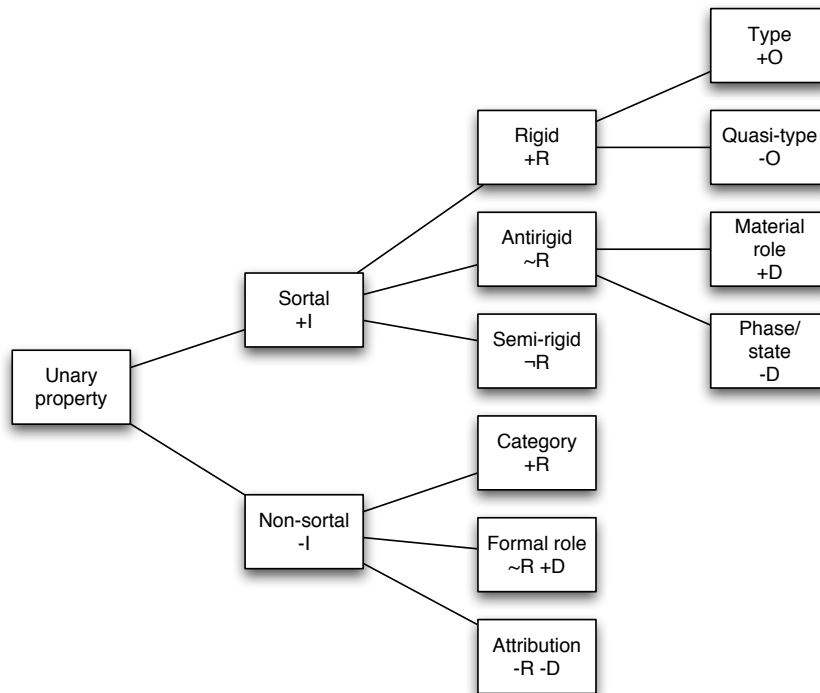 Type
+O
Rigid
+R
Quasi-type
-O
Antirigid
~R
Material
role
+D
Sortal
+I
Semi-rigid
¬R
Phase/
state
-D
Unary
property
Category
+R
Non-sortal
-I
Formal role
~R +D
Attribution
-R -D